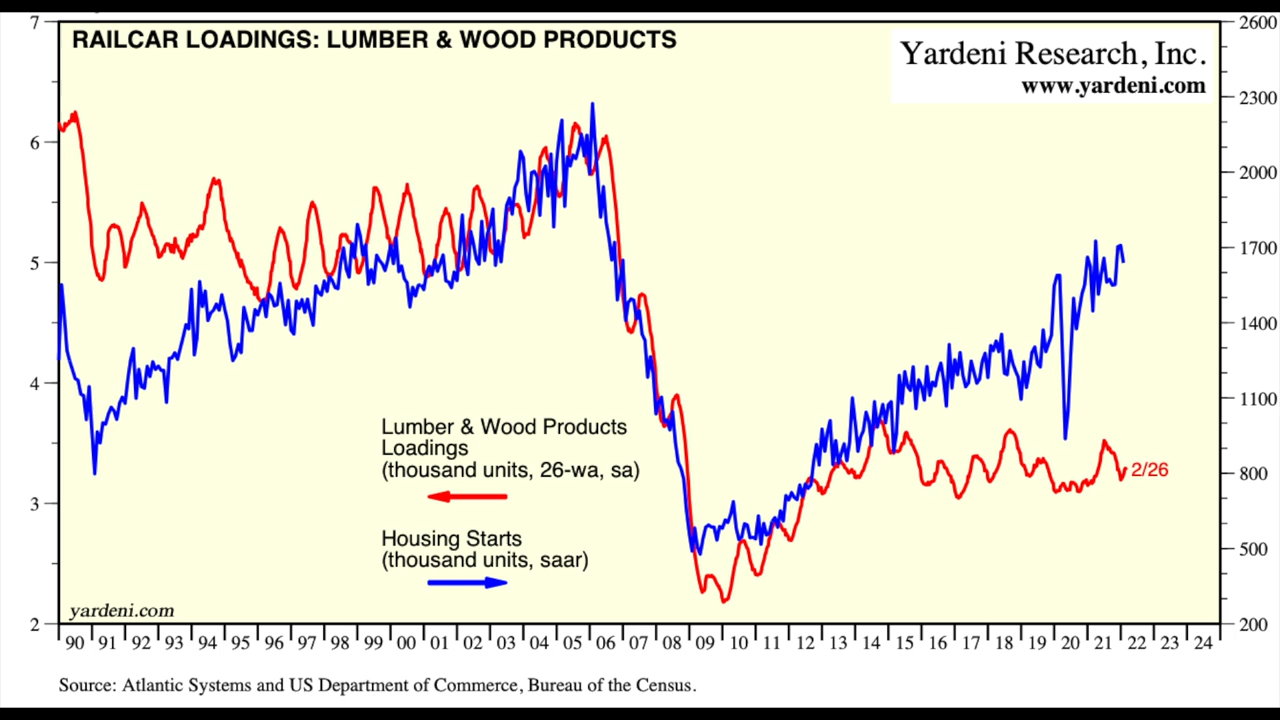 RAILCAR LOADINGS: LUMBER & WOOD PRODUCTS
Yardeni Research, Inc.
www.yardeni.com
7
6
5
4
3
2
2600
2300
2000
1700
1400
1100
800
500
200
Lumber & Wood Products
Loadings
(thousand units, 26-wa, sa)
Housing Starts
(thousand units, saar)
2/26
yardeni.com
90 91 92 93 94 95 96 97 98 99 00 01 02 03 04 05 06 07 08 09 10 11 12 13 14 15 16 17 18 19 20 21 22 23 24
Source: Atlantic Systems and US Department of Commerce, Bureau of the Census.